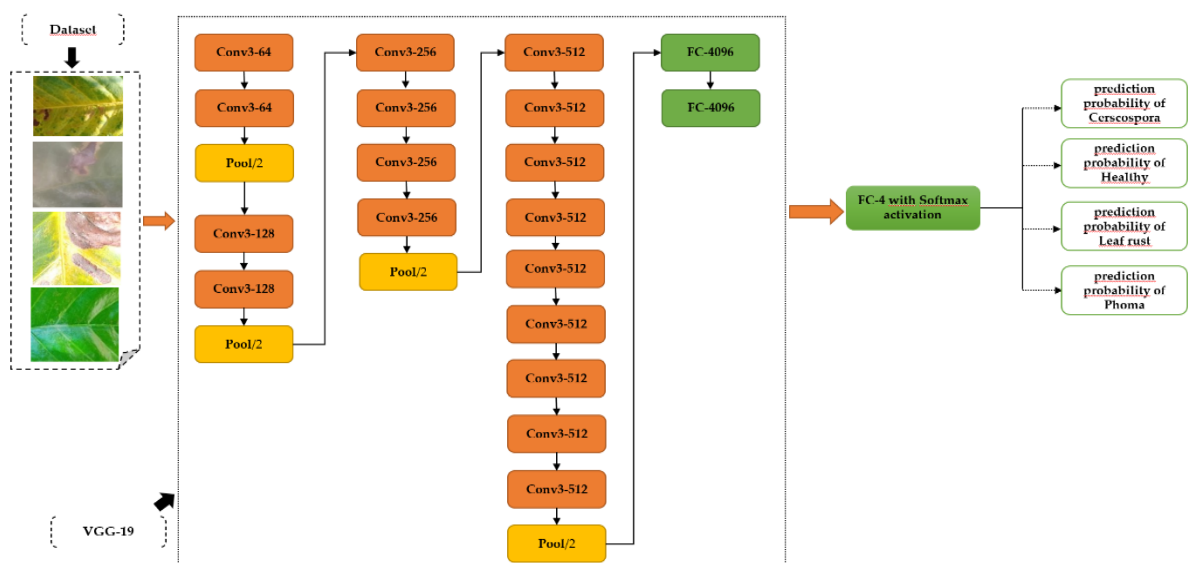 Dataset
Conv3-64
Conv3-64
Pool/2
Conv3-128
Conv3-128
Pool/2
Conv3-256
Conv3-256
Conv3-256
Conv3-256
Pool/2
Conv3-512
Conv3-512
Conv3-512
Conv3-512
Conv3-512
Conv3-512
Conv3-512
Conv3-512
Conv3-512
Pool/2
FC-4096
FC-4096
VGG-19
FC-4 with Softmax
activation
prediction
probability of
Cerscospora
prediction
probability of
Healthy
prediction
probability of
Leaf rust
prediction
probability of
Phoma